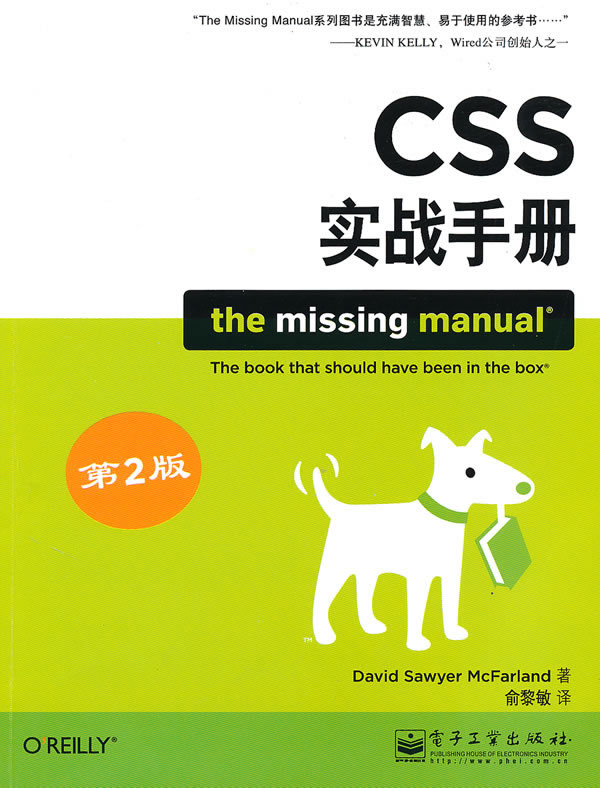 “The Missing Manual系列图书是充满智慧、易于使用的参考书……”
——KEVIN KELLY，Wired公司创始人之一
CSS
实战手册
the missing manual®
The book that should have been in the box®
第2版
TM
David Sawyer McFarland 著
俞黎敏 译
O'REILLY®
电子工业出版社
PUBLISHING HOUSE OF ELECTRONICS INDUSTRY
http://www.phei.com.cn